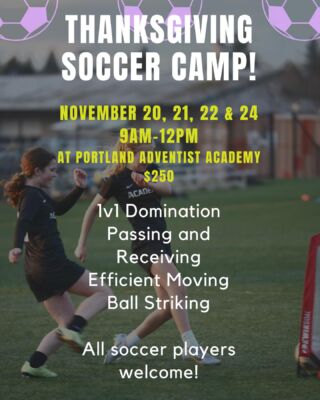 THANKSGIVING
SOCCER CAMP!
NOVEMBER 20, 21, 22 & 24
9AM-12PM
AT PORTLAND ADVENTIST ACADEMY
$250
1v1 Domination
Passing and
Receiving
Efficient Moving
Ball Striking
All soccer players
welcome!